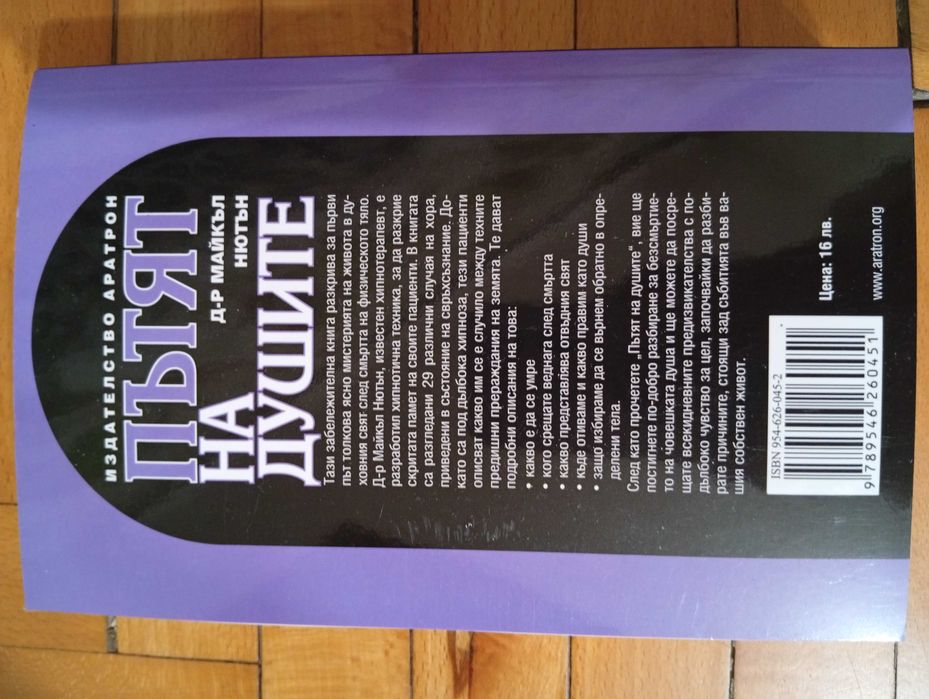 ИЗДАТЕЛСТВО АРАТРОН
ПЪТЯТ
Д-Р МАЙКЪЛ
НЮТЪН
НА
ДУШИТЕ
Тази забележителна книга разкрива за първи
път толкова ясно мистерията на живота в ду-
ховния свят след смъртта на физическото тяло.
Д-р Майкъл Нютън, известен хипнотерапевт, е
разработил хипнотична техника, за да разкрие
скритата памет на своите пациенти. В книгата
са разгледани 29 различни случая на хора,
приведени в състояние на свръхсъзнание. До-
като са под дълбока хипноза, тези пациенти
описват какво им се е случило между техните
предишни прераждания на земята. Те дават
подробни описания на това:
• какво е да се умре
• кого срещате веднага след смъртта
• какво представлява отвъдния свят
• къде отиваме и какво правим като души
• защо избираме да се върнем обратно в опре-
делени тела.
След като прочетете „Пътят на душите", вие ще
постигнете по-добро разбиране за безсмъртие-
то на човешката душа и ще можете да посре-
щате всекидневните предизвикателства с по-
дълбоко чувство за цел, започвайки да разби-
рате причините, стоящи зад събитията във ва-
шия собствен живот.
ISBN 954-626-045-2
9 789546 260451
Цена: 16 лв.
www.aratron.org